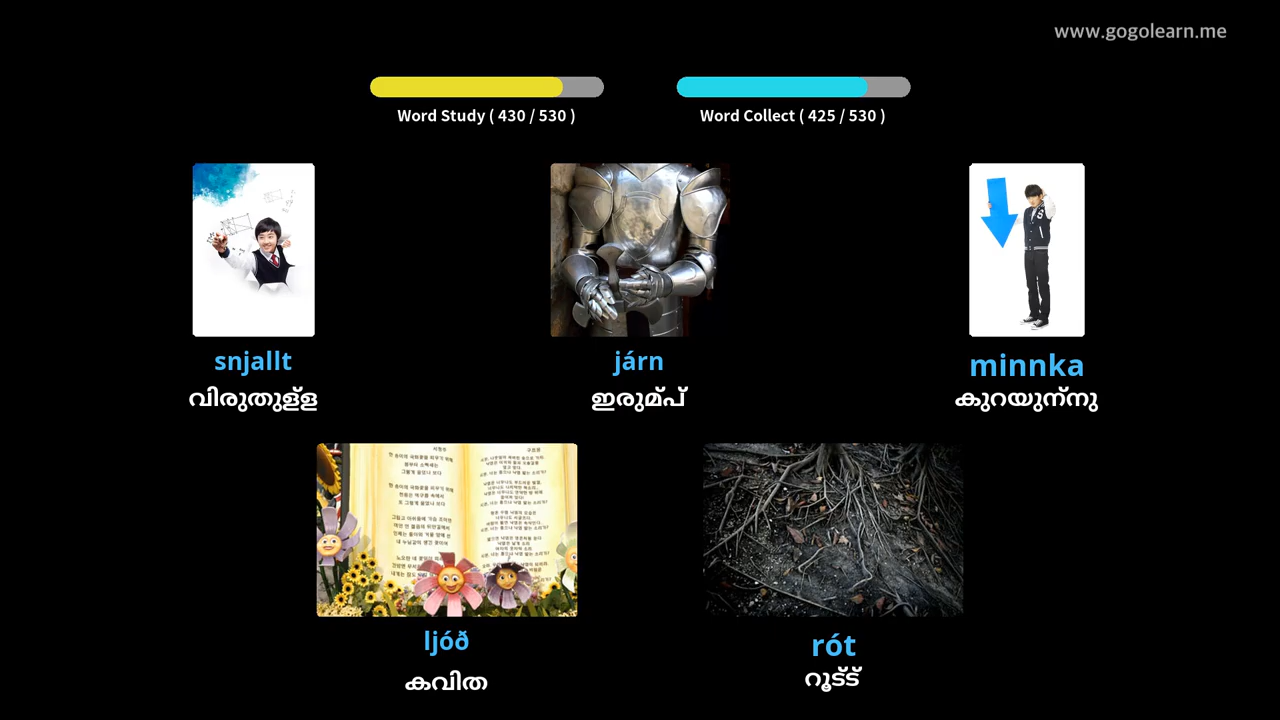 www.gogolearn.me
Word Study ( 430 / 530 )
Word Collect ( 425 / 530 )
snjallt
വിരുതുള്ള
járn
ഇരുമ്പ്
minnka
കുറയുന്നു
ljóð
കവിത
rót
റൂട്ട്